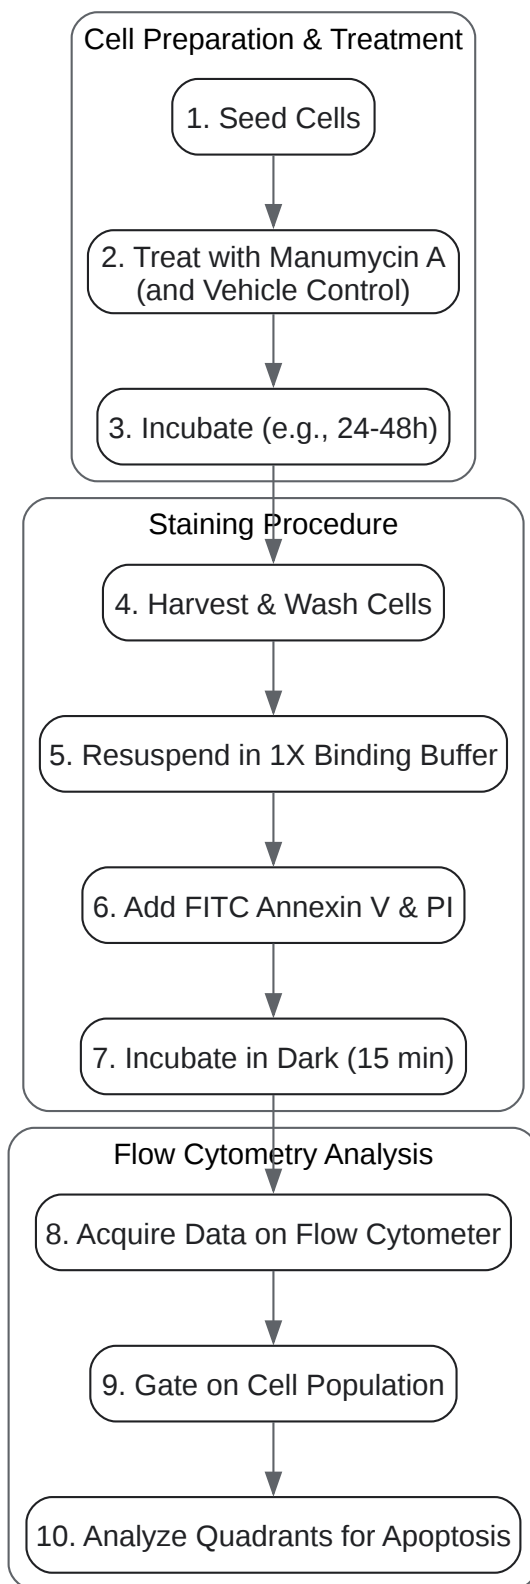 Cell Preparation & Treatment
1. Seed Cells
2. Treat with Manumycin A
(and Vehicle Control)
3. Incubate (e.g., 24-48h)
Staining Procedure
4. Harvest & Wash Cells
5. Resuspend in 1X Binding Buffer
6. Add FITC Annexin V & PI
7. Incubate in Dark (15 min)
Flow Cytometry Analysis
8. Acquire Data on Flow Cytometer
9. Gate on Cell Population
10. Analyze Quadrants for Apoptosis